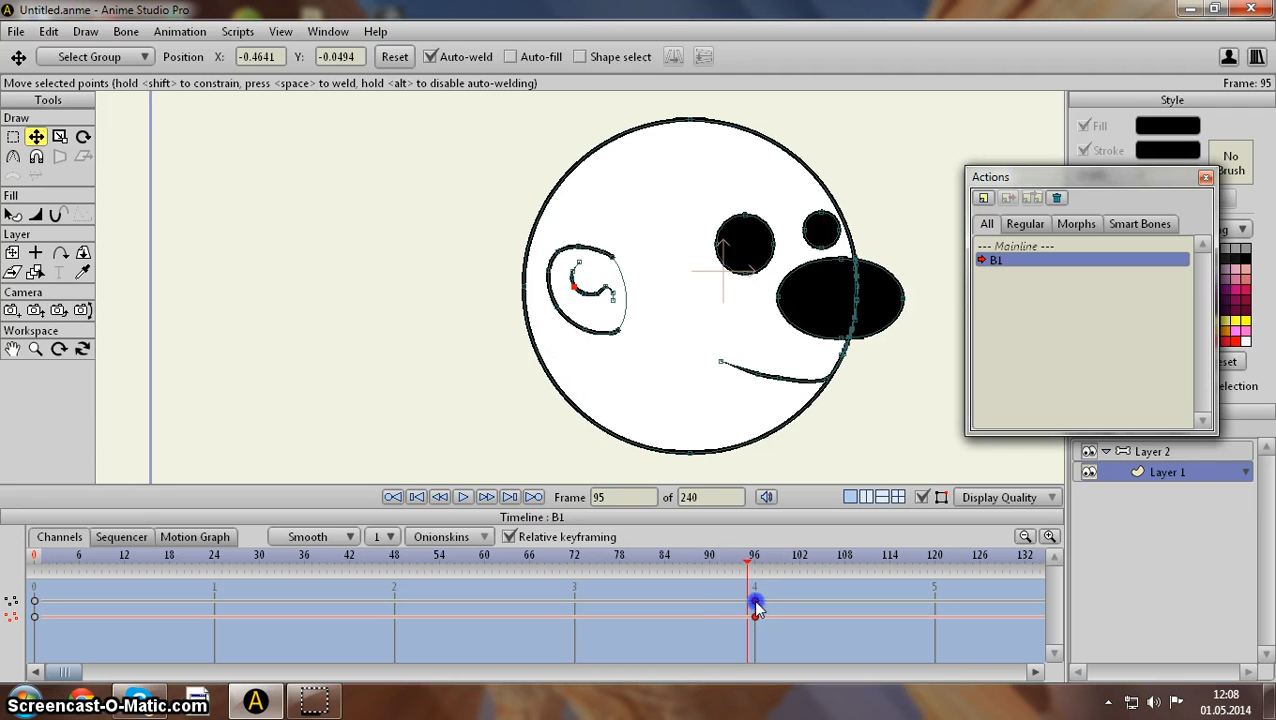 Untitled.anme - Anime Studio Pro
File Edit Draw Bone Animation Scripts View Window Help
Select Group Position X: -0.4641 Y: -0.0494 Reset Auto-weld Auto-fill Shape select
Move selected points (hold <shift> to constrain, press <space> to weld, hold <alt> to disable auto-welding) Frame: 95
Tools
Draw
Fill
Layer
Camera
Workspace
Style
Fill
Stroke
No
Brush
Actions
All Regular Morphs Smart Bones
--- Mainline ---
B1
Layer 2
Layer 1
Frame 95 of 240 Display Quality
Timeline : B1
Channels Sequencer Motion Graph Smooth 1 Onionskins Relative keyframing
0 6 12 18 24 30 36 42 48 54 60 66 72 78 84 90 96 102 108 114 120 126 132
0 1 2 3 4 5
Screencast-O-Matic.com
12:08
01.05.2014